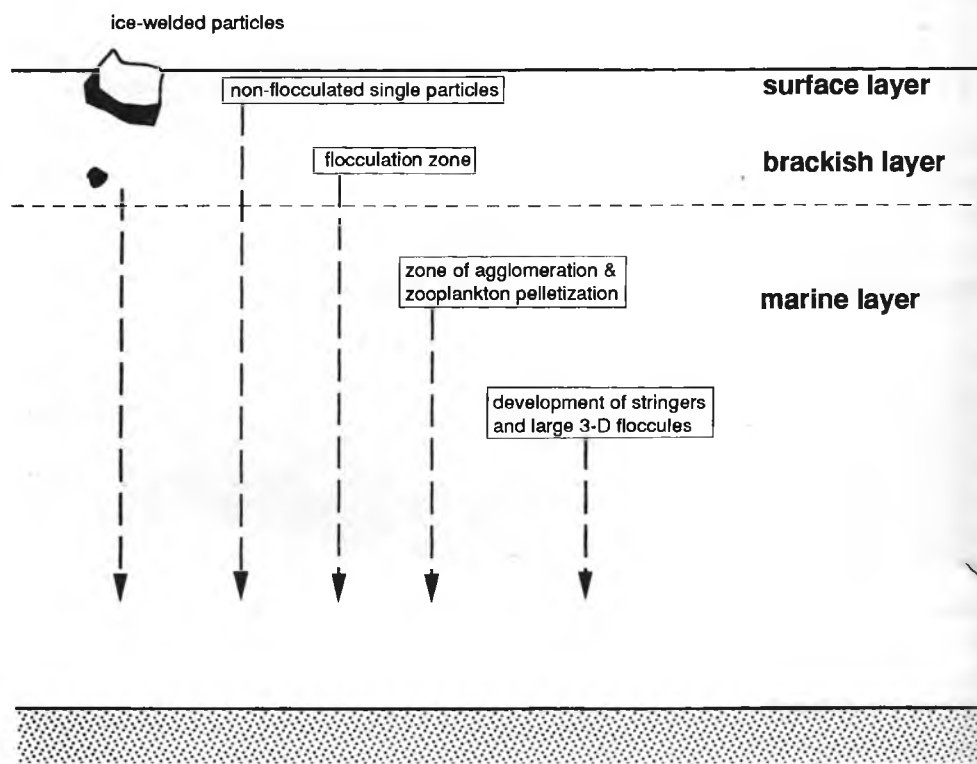 ice-welded particles
non-flocculated single particles
surface layer
flocculation zone
brackish layer
zone of agglomeration &
zooplankton pelletization
marine layer
development of stringers
and large 3-D floccules